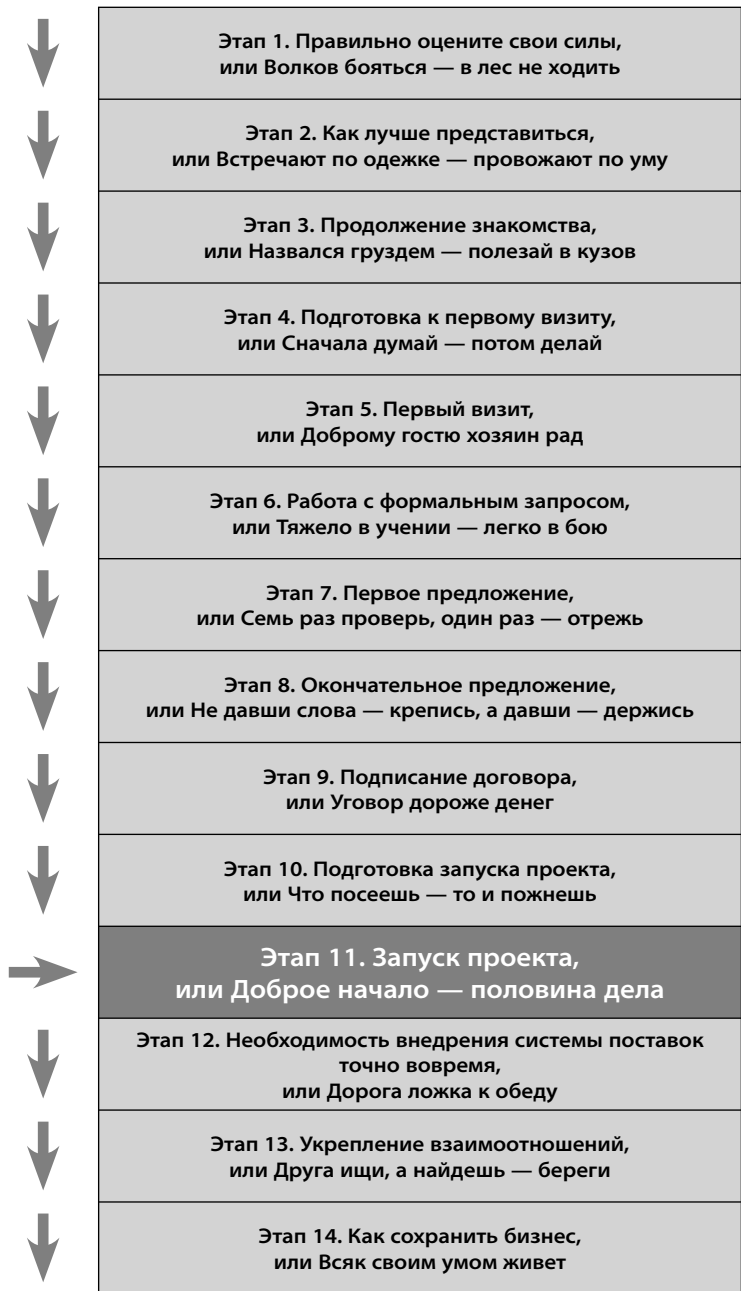 Этап 1. Правильно оцените свои силы,
или Волков бояться — в лес не ходить
Этап 2. Как лучше представиться,
или Встречают по одежке — провожают по уму
Этап 3. Продолжение знакомства,
или Назвался груздем — полезай в кузов
Этап 4. Подготовка к первому визиту,
или Сначала думай — потом делай
Этап 5. Первый визит,
или Доброму гостю хозяин рад
Этап 6. Работа с формальным запросом,
или Тяжело в учении — легко в бою
Этап 7. Первое предложение,
или Семь раз проверь, один раз — отрежь
Этап 8. Окончательное предложение,
или Не давши слова — крепись, а давши — держись
Этап 9. Подписание договора,
или Уговор дороже денег
Этап 10. Подготовка запуска проекта,
или Что посеешь — то и пожнешь
Этап 11. Запуск проекта,
или Доброе начало — половина дела
Этап 12. Необходимость внедрения системы поставок
точно вовремя,
или Дорога ложка к обеду
Этап 13. Укрепление взаимоотношений,
или Друга ищи, а найдешь — береги
Этап 14. Как сохранить бизнес,
или Всяк своим умом живет